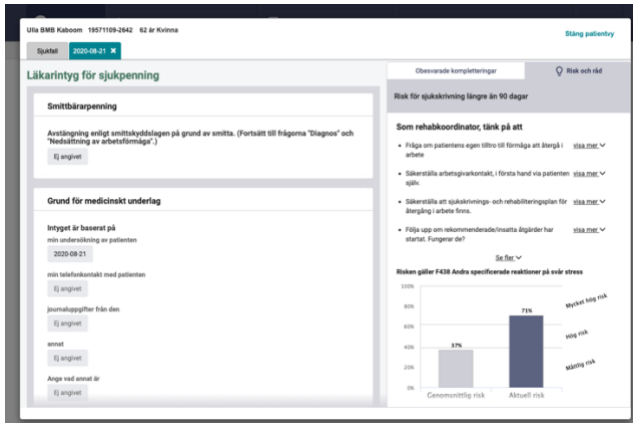 Ulla BMB Kaboom 19571109-2642 62 år Kvinna
Stäng patientvy
Sjukfall 2020-08-21 ×
Läkarintyg för sjukpenning
Smittbärarpenning
Avstängning enligt smittskyddslagen på grund av smitta. (Fortsätt till frågorna "Diagnos" och
"Nedsättning av arbetsförmåga".)
Ej angivet
Grund för medicinskt underlag
Intyget är baserat på
min undersökning av patienten
2020-08-21
min telefonkontakt med patienten
Ej angivet
journaluppgifter från den
Ej angivet
annat
Ej angivet
Ange vad annat är
Ej angivet
Obesvarade kompletteringar
Risk och råd
Risk för sjukskrivning längre än 90 dagar
Som rehabkoordinator, tänk på att
• Fråga om patientens egen tilltro till förmåga att återgå i visa mer
arbete
• Säkerställa arbetsgivarkontakt, i första hand via patienten visa mer
själv.
• Säkerställa att sjukskrivnings- och rehabiliteringsplan för visa mer
återgång i arbete finns.
• Följa upp om rekommenderade/insatta åtgärder har visa mer
startat. Fungerar de?
Se fler
Risken gäller F438 Andra specificerade reaktioner på svår stress
100%
80%
60%
40%
20%
0%
37%
71%
Mycket hög risk
Hög risk
Måttlig risk
Genomsnittlig risk
Aktuell risk